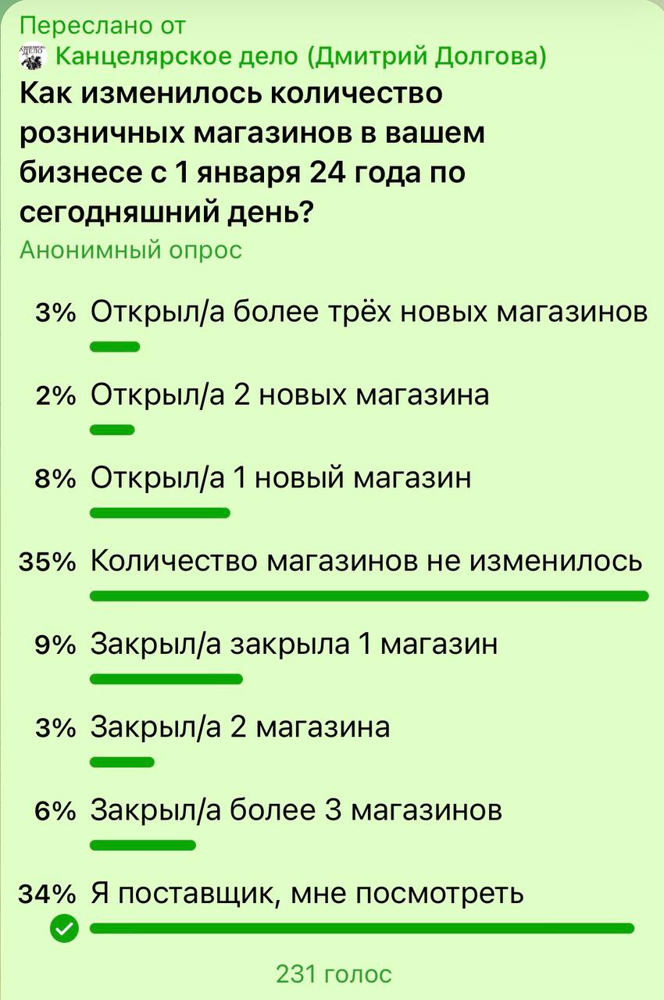 Переслано от
Канцелярское дело (Дмитрий Долгова)
Как изменилось количество
розничных магазинов в вашем
бизнесе с 1 января 24 года по
сегодняшний день?
Анонимный опрос
3% Открыл/а более трёх новых магазинов
2% Открыл/а 2 новых магазина
8% Открыл/а 1 новый магазин
35% Количество магазинов не изменилось
9% Закрыл/а закрыла 1 магазин
3% Закрыл/а 2 магазина
6% Закрыл/а более 3 магазинов
34% Я поставщик, мне посмотреть
231 голос